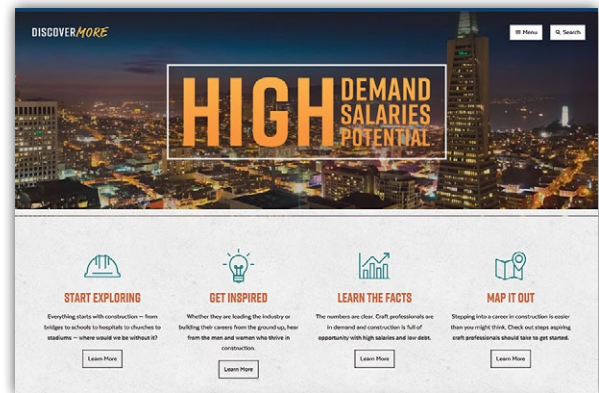 DISCOVERMORE
Menu
Search
HIGH
DEMAND
SALARIES
POTENTIAL
START EXPLORING
Everything starts with construction — from
bridges to schools to hospitals to churches to
stadiums — where would we be without it?
Learn More
GET INSPIRED
Whether they are leading the industry or
building their careers from the ground up, hear
from the men and women who thrive in
construction.
Learn More
LEARN THE FACTS
The numbers are clear. Craft professionals are
in demand and construction is full of
opportunity with high salaries and low debt.
Learn More
MAP IT OUT
Stepping into a career in construction is easier
than you might think. Check out steps aspiring
craft professionals should take to get started.
Learn More